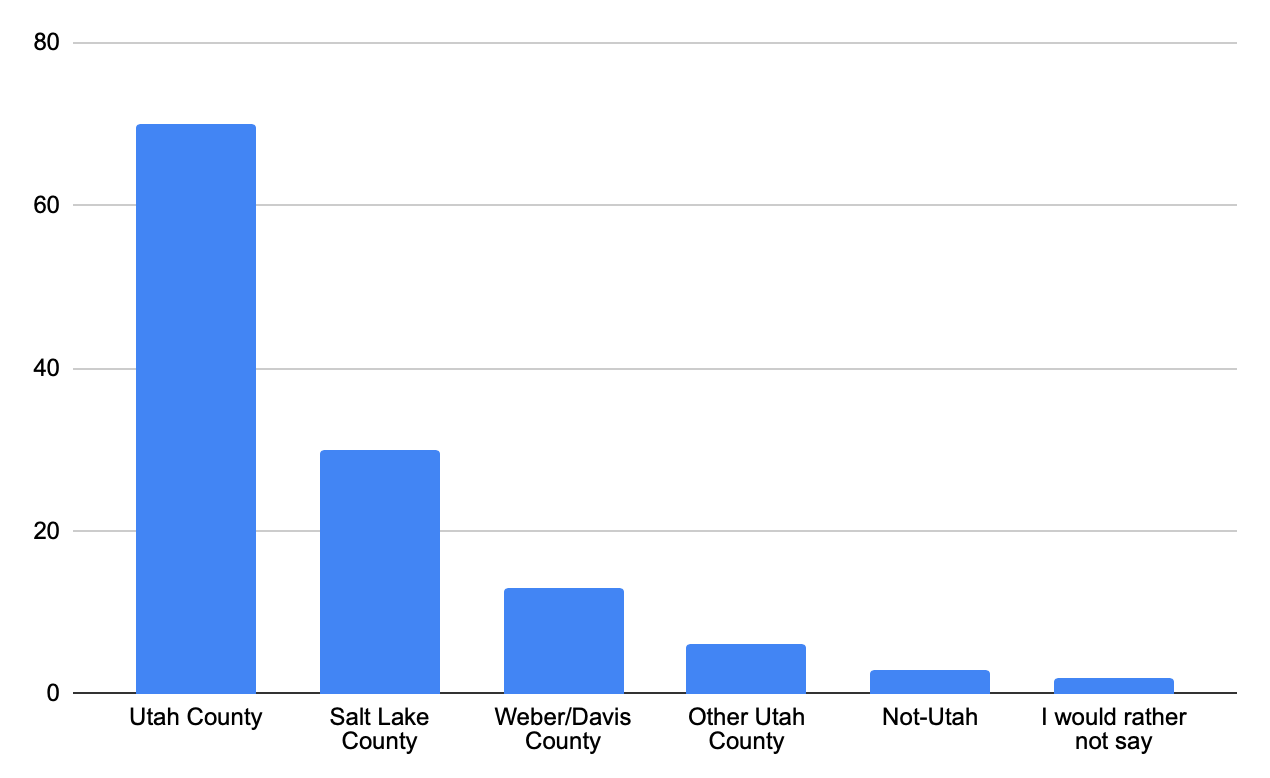 80
60
40
20
0
Utah County
Salt Lake
County
Weber/Davis
County
Other Utah
County
Not-Utah
I would rather
not say